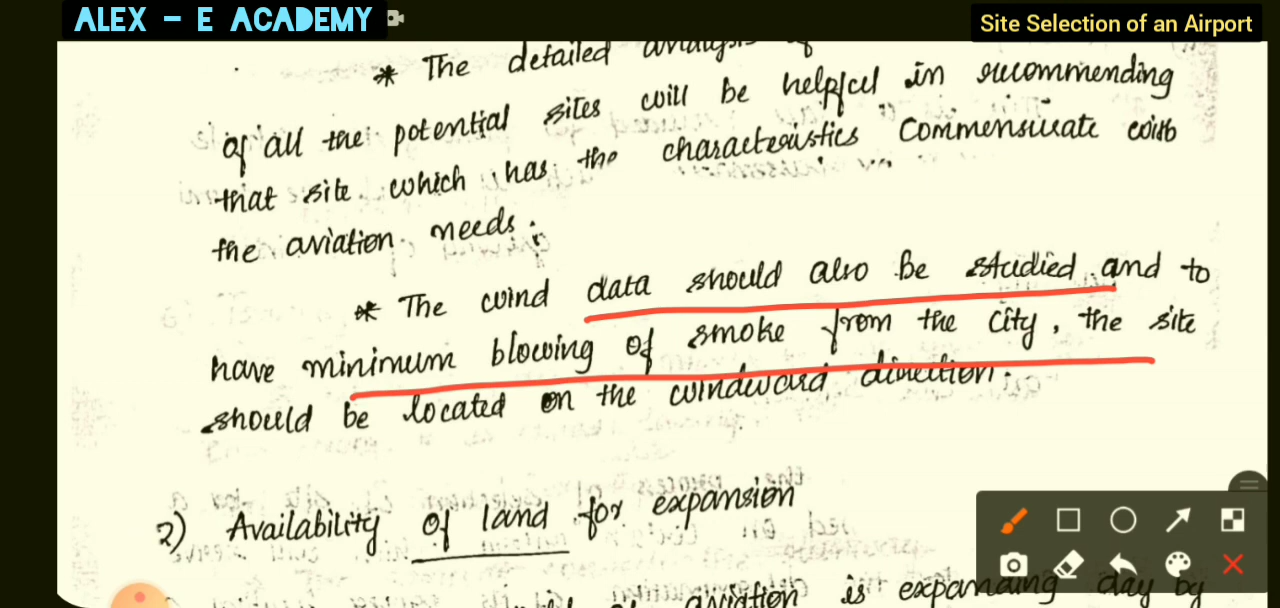 ALEX - E ACADEMY
Site Selection of an Airport
* The detailed analysis of
of all the potential sites will be helpful in recommending
that site which has the characteristics Commensurate with
the aviation needs.
* The wind data should also be studied and to
have minimum blowing of smoke from the city, the site
should be located on the windward direction.
2) Availability of land for expansion
aviation is expanding day by